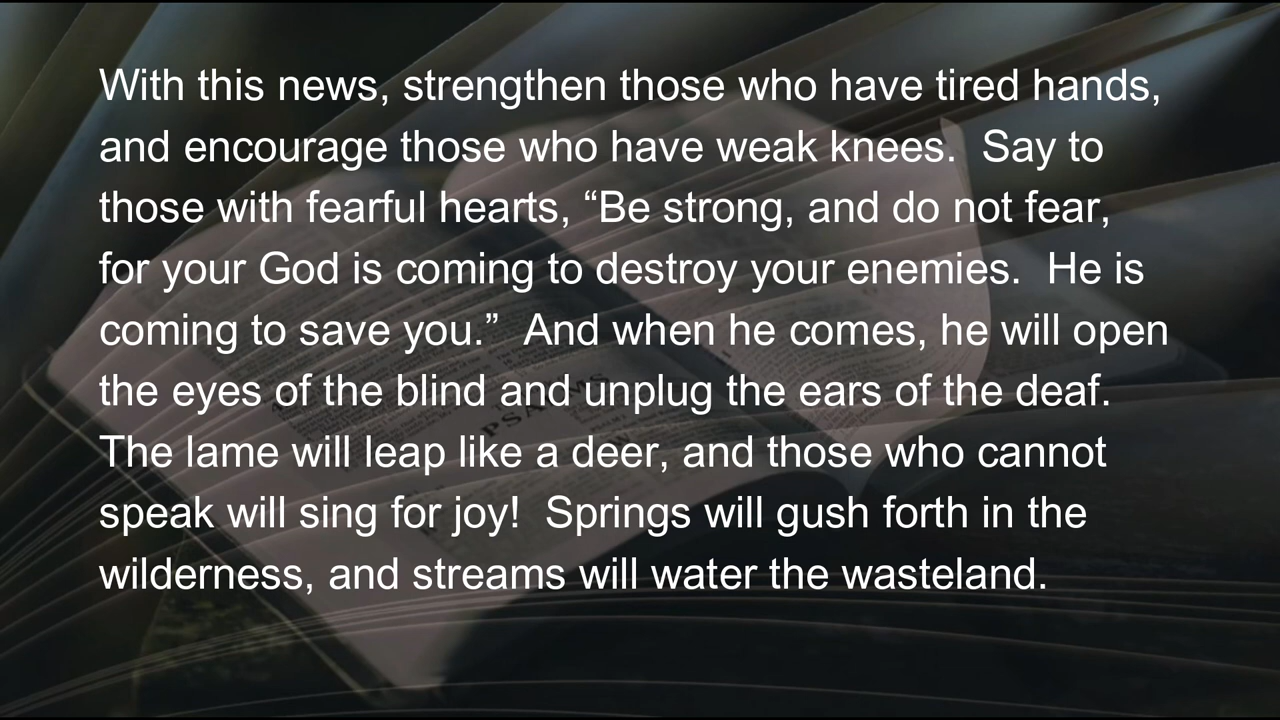 With this news, strengthen those who have tired hands,
and encourage those who have weak knees.  Say to
those with fearful hearts, “Be strong, and do not fear,
for your God is coming to destroy your enemies.  He is
coming to save you.”  And when he comes, he will open
the eyes of the blind and unplug the ears of the deaf.
The lame will leap like a deer, and those who cannot
speak will sing for joy!  Springs will gush forth in the
wilderness, and streams will water the wasteland.
PSALMS